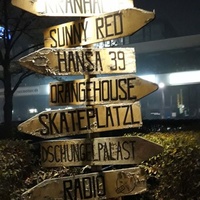 SUNNY RED
HANSA 39
ORANGEHOUSE
SKATEPLATZL
DSCHUNGELPALAST
RADIO